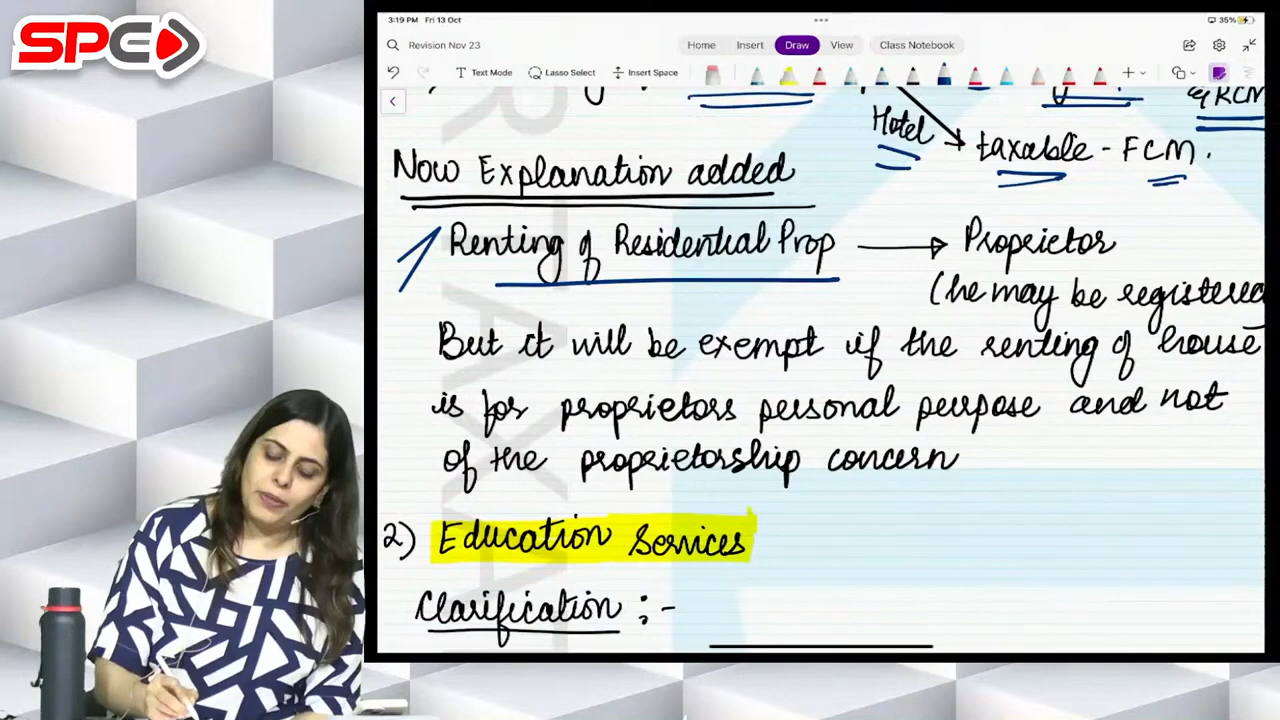 SPC
3:19 PM Fri 13 Oct
35%
Revision Nov 23
Home Insert Draw View Class Notebook
Text Mode Lasso Select Insert Space
& RCM
Hotel
taxable - FCM.
Now Explanation added
Renting of Residential Prop → Proprietor
(he may be registered
But it will be exempt if the renting of house
is for proprietors personal purpose and not
of the proprietorship concern
2) Education Services
Clarification :-